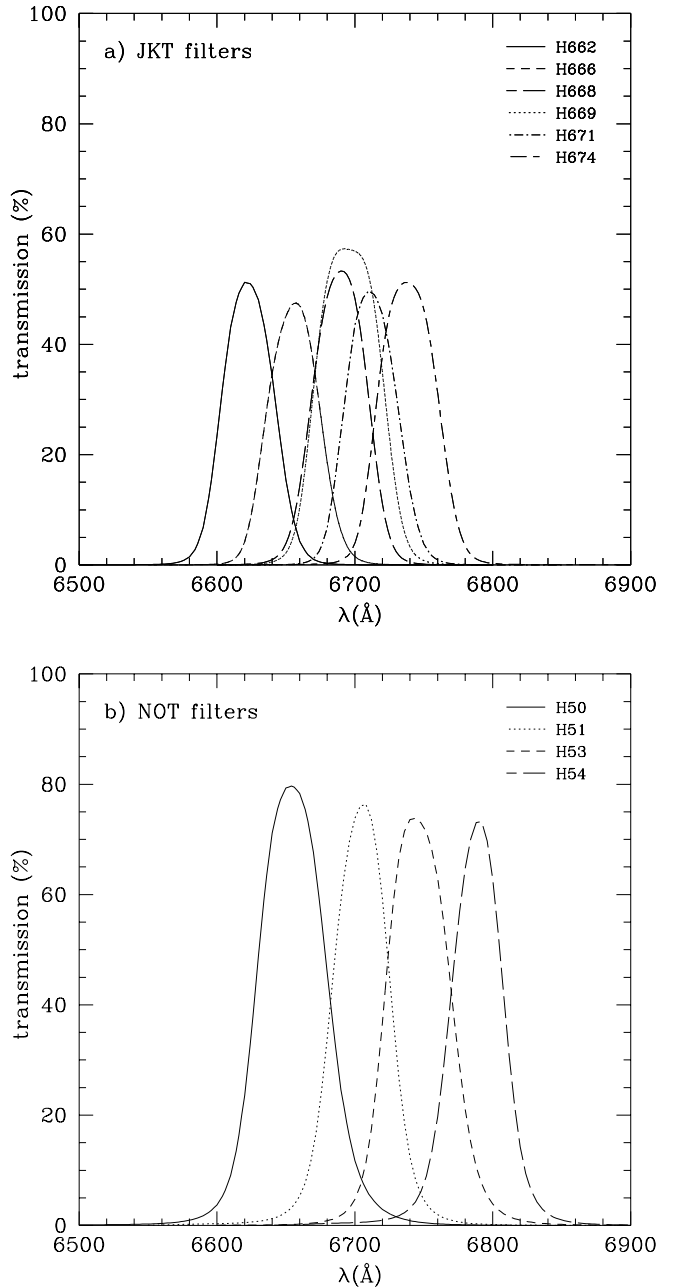 100
80
60
40
20
0
transmission (%)
a) JKT filters
H662
H666
H668
H669
H671
H674
6500 6600 6700 6800 6900
λ(Å)
100
80
60
40
20
0
transmission (%)
b) NOT filters
H50
H51
H53
H54
6500 6600 6700 6800 6900
λ(Å)